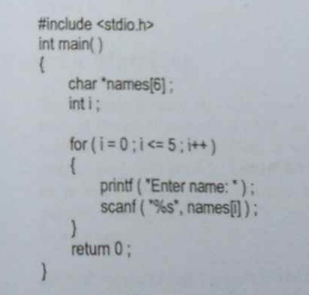 #include <stdio.h>
int main( )
{
char *names[6] ;
int i ;
for ( i = 0 ; i <= 5 ; i++ )
{
printf ( "Enter name: " ) ;
scanf ( "%s", names[i] ) ;
}
return 0 ;
}